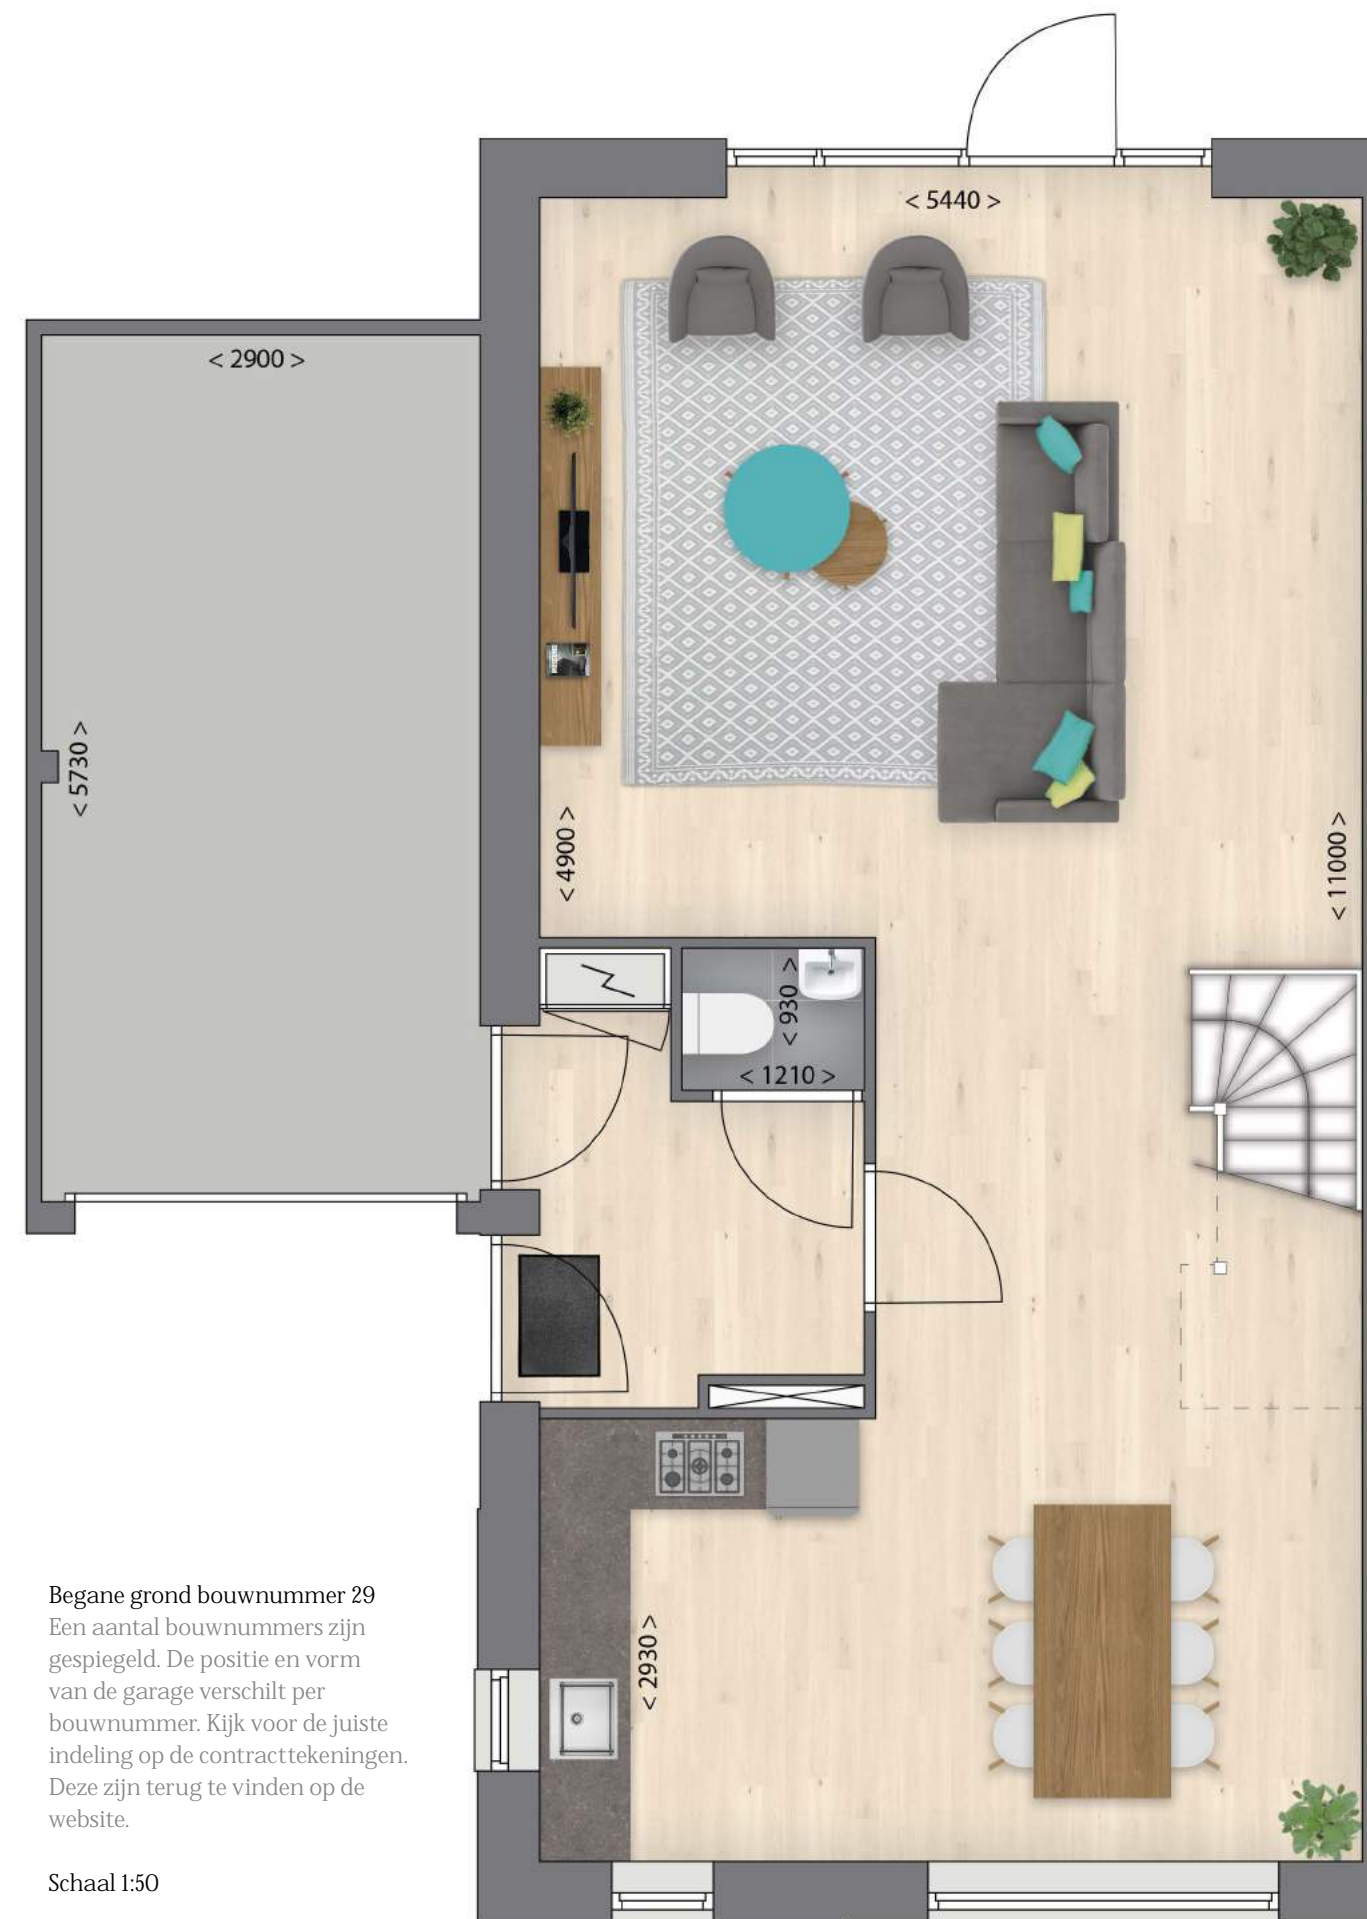 < 5440 >
< 2900 >
< 5730 >
< 4900 >
< 11000 >
< 930 >
< 1210 >
< 2930 >
Begane grond bouwnummer 29
Een aantal bouwnummers zijn
gespiegeld. De positie en vorm
van de garage verschilt per
bouwnummer. Kijk voor de juiste
indeling op de contracttekeningen.
Deze zijn terug te vinden op de
website.
Schaal 1:50